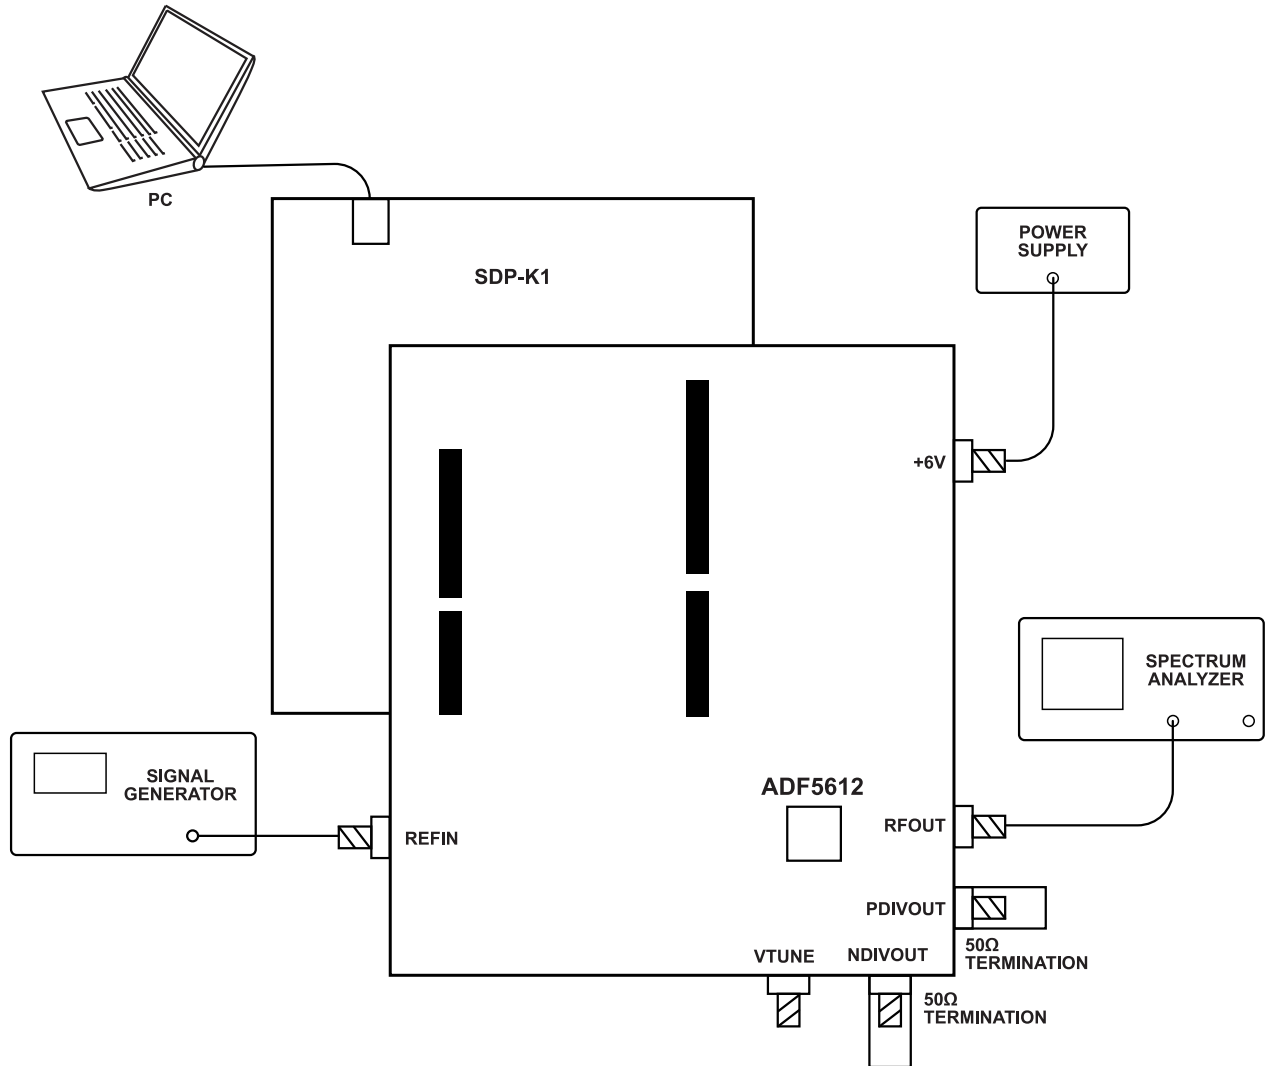 PC
SDP-K1
POWER
SUPPLY
+6V
SPECTRUM
ANALYZER
SIGNAL
GENERATOR
REFIN
ADF5612
RFOUT
PDIVOUT
50Ω
TERMINATION
VTUNE
NDIVOUT
50Ω
TERMINATION